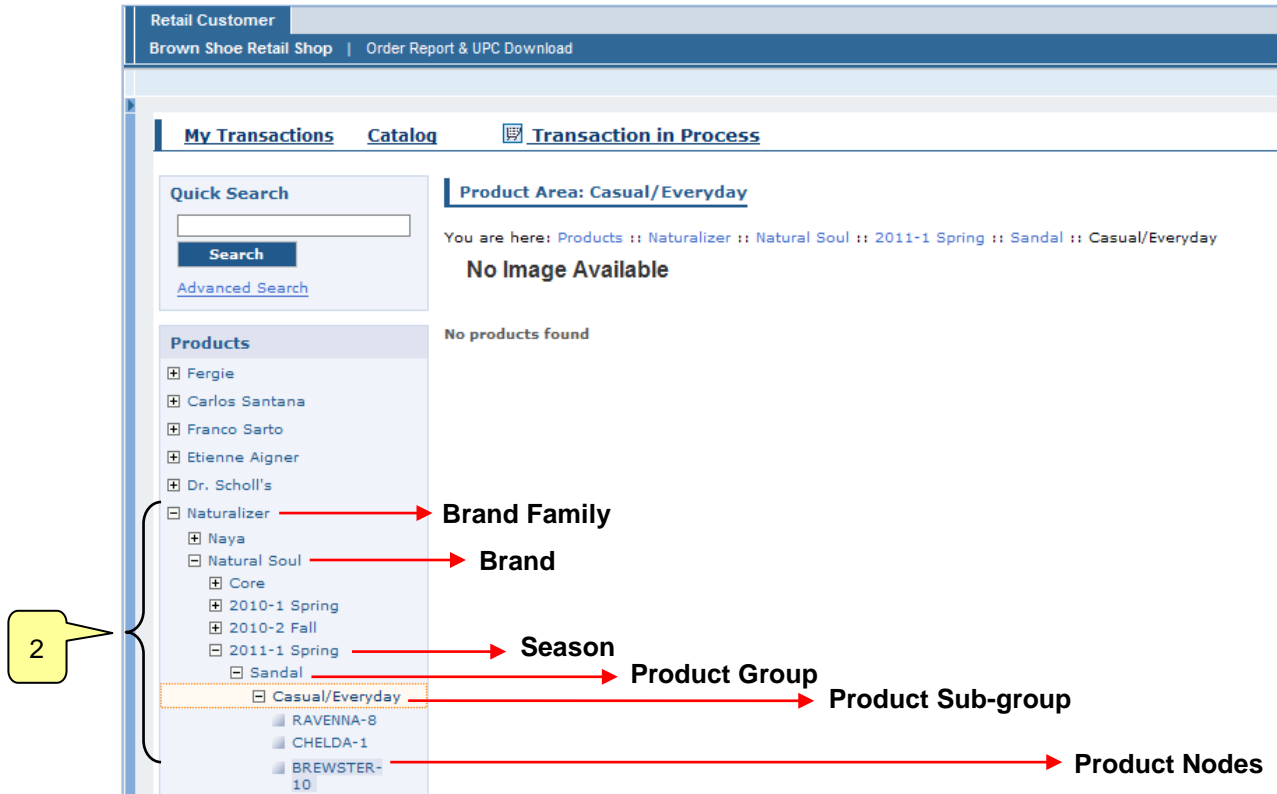 Retail Customer
Brown Shoe Retail Shop | Order Report & UPC Download
My Transactions Catalog Transaction in Process
Quick Search
Search
Advanced Search
Product Area: Casual/Everyday
You are here: Products :: Naturalizer :: Natural Soul :: 2011-1 Spring :: Sandal :: Casual/Everyday
No Image Available
No products found
Products
Fergie
Carlos Santana
Franco Sarto
Etienne Aigner
Dr. Scholl's
Naturalizer Brand Family
Naya
Natural Soul Brand
Core
2010-1 Spring
2010-2 Fall
2011-1 Spring Season
Sandal Product Group
Casual/Everyday Product Sub-group
RAVENNA-8
CHELDA-1
BREWSTER- Product Nodes
10
2